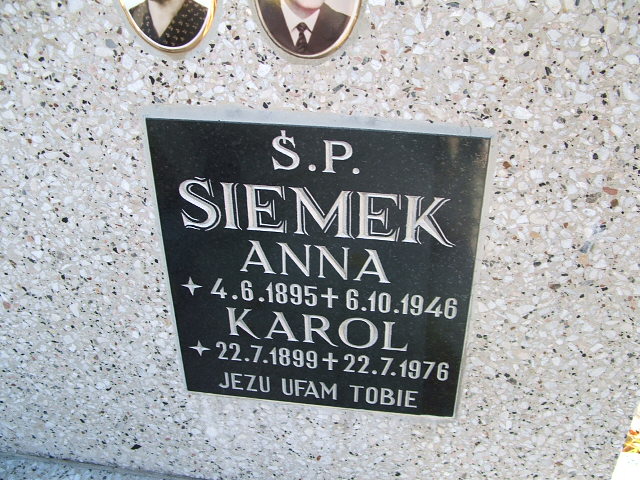 Ś.P.
SIEMEK
ANNA
4.6.1895+6.10.1946
KAROL
22.7.1899+22.7.1976
JEZU UFAM TOBIE